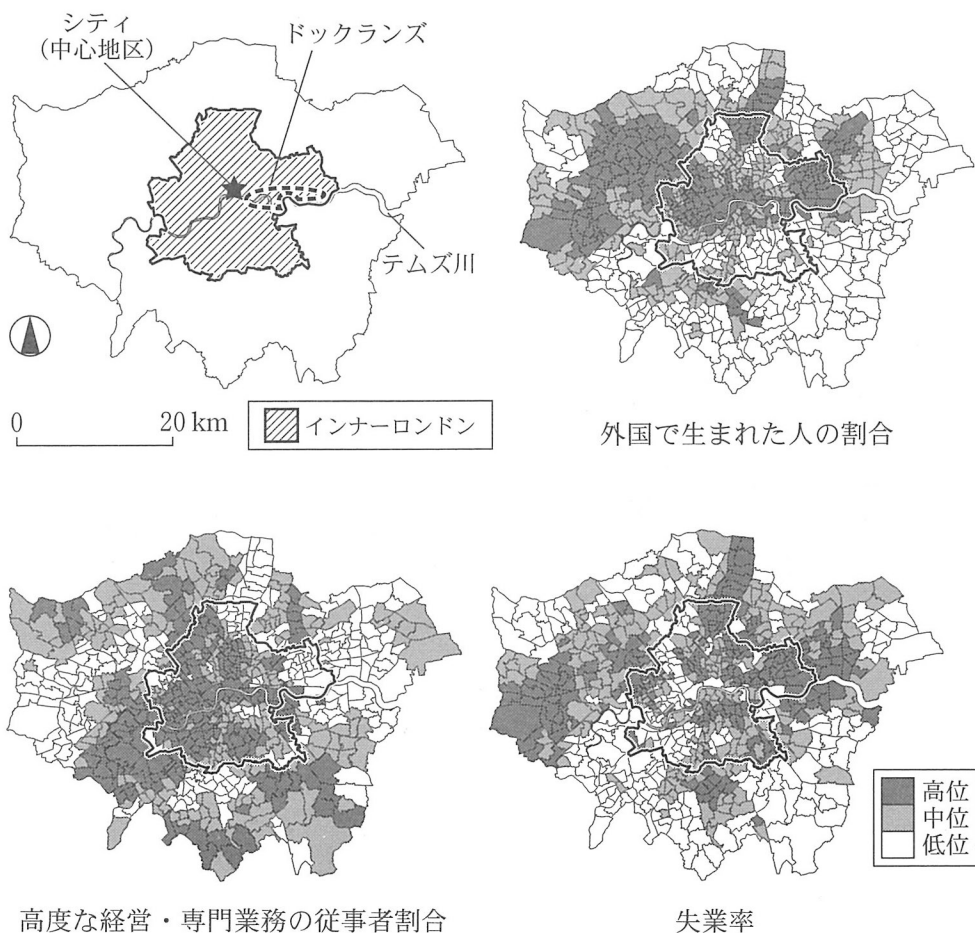 シティ
(中心地区)
ドックランズ
テムズ川
0 20 km
インナーロンドン
外国で生まれた人の割合
高位
中位
低位
高度な経営・専門業務の従事者割合
失業率